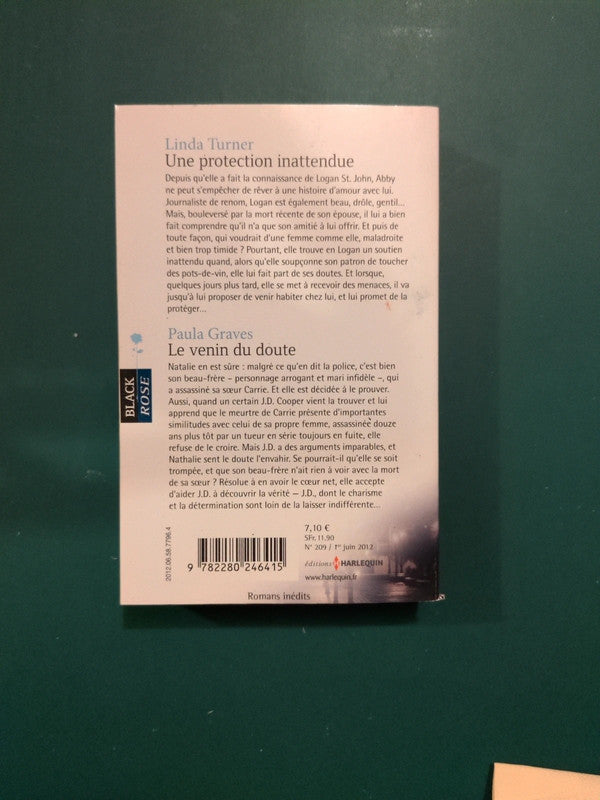 Linda Turner
Une protection inattendue
Depuis qu'elle a fait la connaissance de Logan St. John, Abby
ne peut s'empêcher de rêver à une histoire d'amour avec lui.
Journaliste de renom, Logan est également beau, drôle, gentil...
Mais, bouleversé par la mort récente de son épouse, il lui a bien
fait comprendre qu'il n'a que son amitié à lui offrir. Et puis de
toute façon, qui voudrait d'une femme comme elle, maladroite
et bien trop timide ? Pourtant, elle trouve en Logan un soutien
inattendu quand, alors qu'elle soupçonne son patron de toucher
des pots-de-vin, elle lui fait part de ses doutes. Et lorsque,
quelques jours plus tard, elle se met à recevoir des menaces, il va
jusqu'à lui proposer de venir habiter chez lui, et lui promet de la
protéger...
Paula Graves
Le venin du doute
Natalie en est sûre : malgré ce qu'en dit la police, c'est bien
son beau-frère – personnage arrogant et mari infidèle –, qui
a assassiné sa sœur Carrie. Et elle est décidée à le prouver.
Aussi, quand un certain J.D. Cooper vient la trouver et lui
apprend que le meurtre de Carrie présente d'importantes
similitudes avec celui de sa propre femme, assassinée douze
ans plus tôt par un tueur en série toujours en fuite, elle
refuse de le croire. Mais J.D. a des arguments imparables, et
Nathalie sent le doute l'envahir. Se pourrait-il qu'elle se soit
trompée, et que son beau-frère n'ait rien à voir avec la mort
de sa sœur ? Résolue à en avoir le cœur net, elle accepte
d'aider J.D. à découvrir la vérité – J.D., dont le charisme
et la détermination sont loin de la laisser indifférente...
BLACK
ROSE
2012.06.58.7796.4
9 782280 246415
7,10 €
SFr. 11.90
N° 209 / 1er juin 2012
éditions HARLEQUIN
www.harlequin.fr
Romans inédits